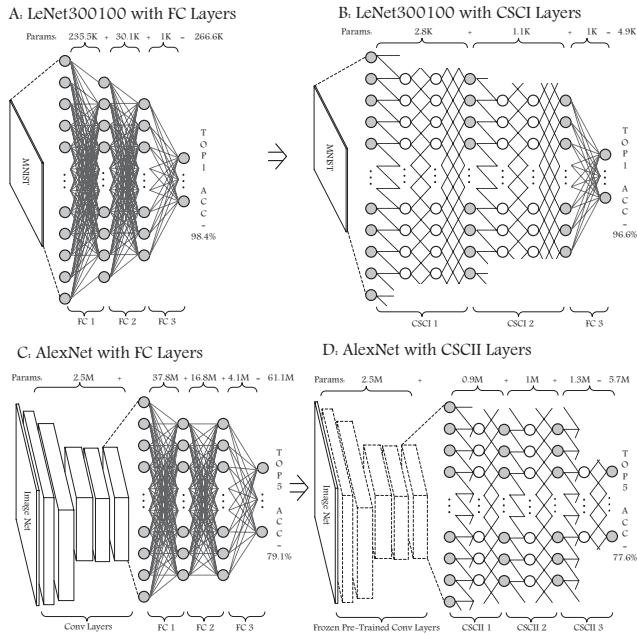 A: LeNet300100 with FC Layers
Params: 235.5K + 30.1K + 1K = 266.6K
MNIST
TOP1 ACC = 98.4%
FC 1 FC 2 FC 3
B: LeNet300100 with CSCI Layers
Params: 2.8K + 1.1K + 1K = 4.9K
MNIST
TOP1 ACC = 96.6%
CSCI 1 CSCI 2 FC 3
C: AlexNet with FC Layers
Params: 2.5M + 37.8M + 16.8M + 4.1M = 61.1M
Image Net
TOP5 ACC = 79.1%
Conv Layers FC 1 FC 2 FC 3
D: AlexNet with CSCII Layers
Params: 2.5M + 0.9M + 1M + 1.3M = 5.7M
Image Net
TOP5 ACC = 77.6%
Frozen Pre-Trained Conv Layers CSCII 1 CSCII 2 CSCII 3